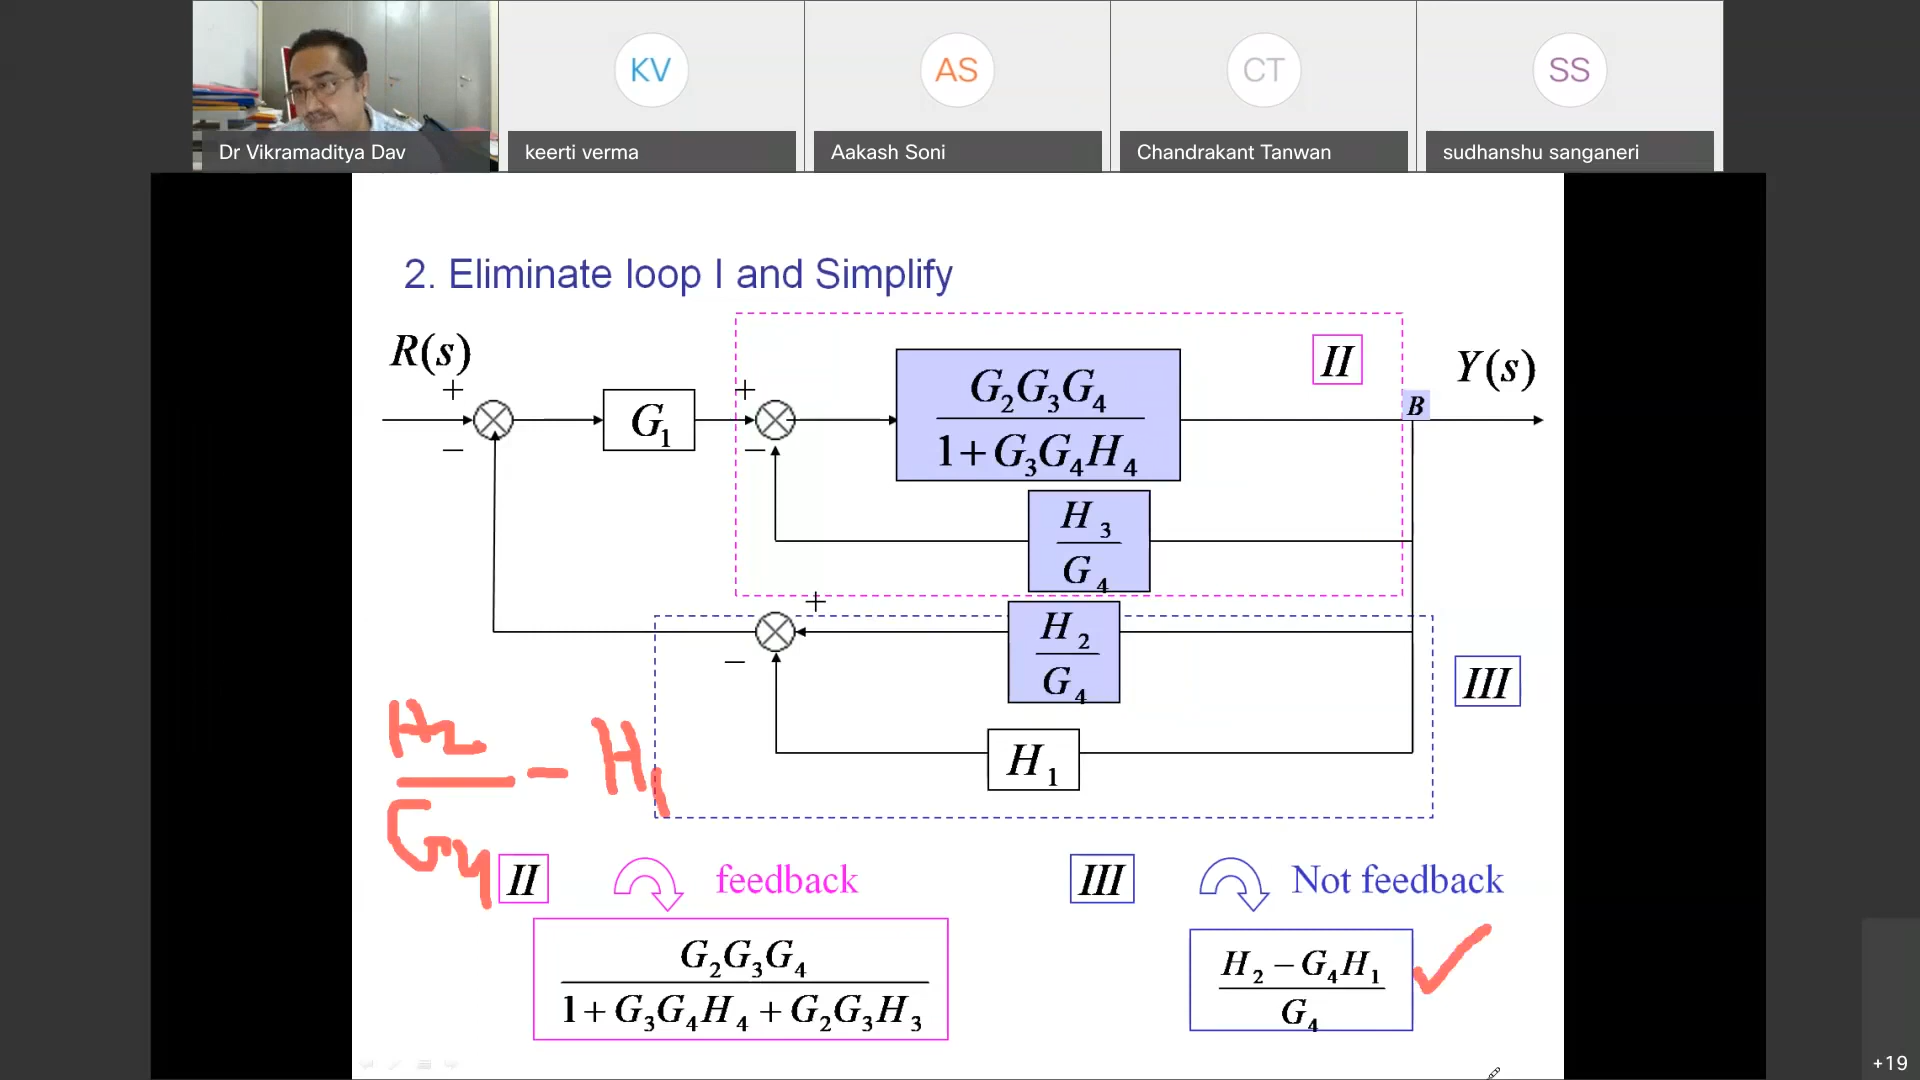 KV
AS
CT
SS
Dr Vikramaditya Dav
keerti verma
Aakash Soni
Chandrakant Tanwan
sudhanshu sanganeri
2. Eliminate loop I and Simplify
R(s)
+
−
G₁
+
−
G₂G₃G₄
1+G₃G₄H₄
II
B
Y(s)
H₃
G₄
+
−
H₂
G₄
III
H₁
H₂
— − H₁
G₄
II
feedback
III
Not feedback
G₂G₃G₄
1+G₃G₄H₄+G₂G₃H₃
H₂−G₄H₁
G₄
+19